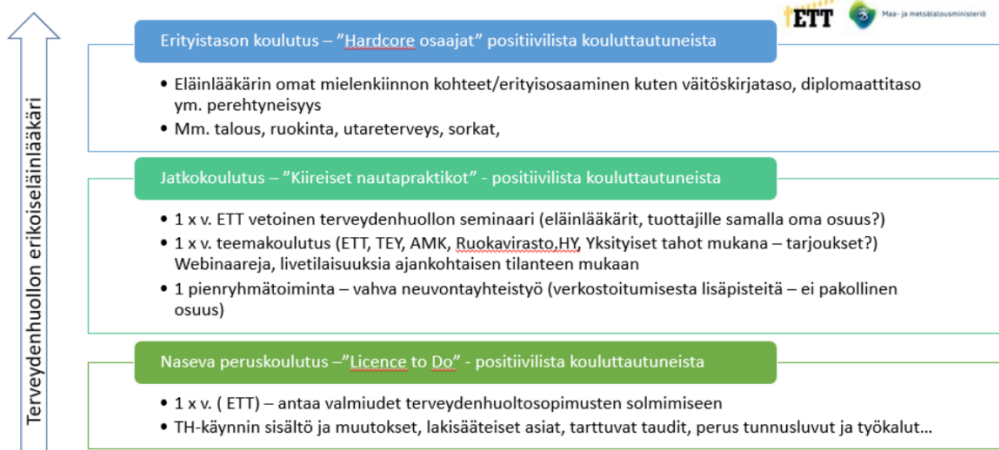 ETT
Maa- ja metsätalousministeriö
Erityistason koulutus – ”Hardcore osaajat” positiivilista kouluttautuneista
• Eläinlääkärin omat mielenkiinnon kohteet/erityisosaaminen kuten väitöskirjataso, diplomaattitaso
ym. perehtyneisyys
• Mm. talous, ruokinta, utareterveys, sorkat,
Jatkokoulutus – ”Kiireiset nautapraktikot” - positiivilista kouluttautuneista
• 1 x v. ETT vetoinen terveydenhuollon seminaari (eläinlääkärit, tuottajille samalla oma osuus?)
• 1 x v. teemakoulutus (ETT, TEY, AMK, Ruokavirasto,HY, Yksityiset tahot mukana – tarjoukset?)
Webinaareja, livetilaisuuksia ajankohtaisen tilanteen mukaan
• 1 pienryhmätoiminta – vahva neuvontayhteistyö (verkostoitumisesta lisäpisteitä – ei pakollinen
osuus)
Naseva peruskoulutus –”Licence to Do” - positiivilista kouluttautuneista
• 1 x v. ( ETT) – antaa valmiudet terveydenhuoltosopimusten solmimiseen
• TH-käynnin sisältö ja muutokset, lakisääteiset asiat, tarttuvat taudit, perus tunnusluvut ja työkalut…
Terveydenhuollon erikoiseläinlääkäri